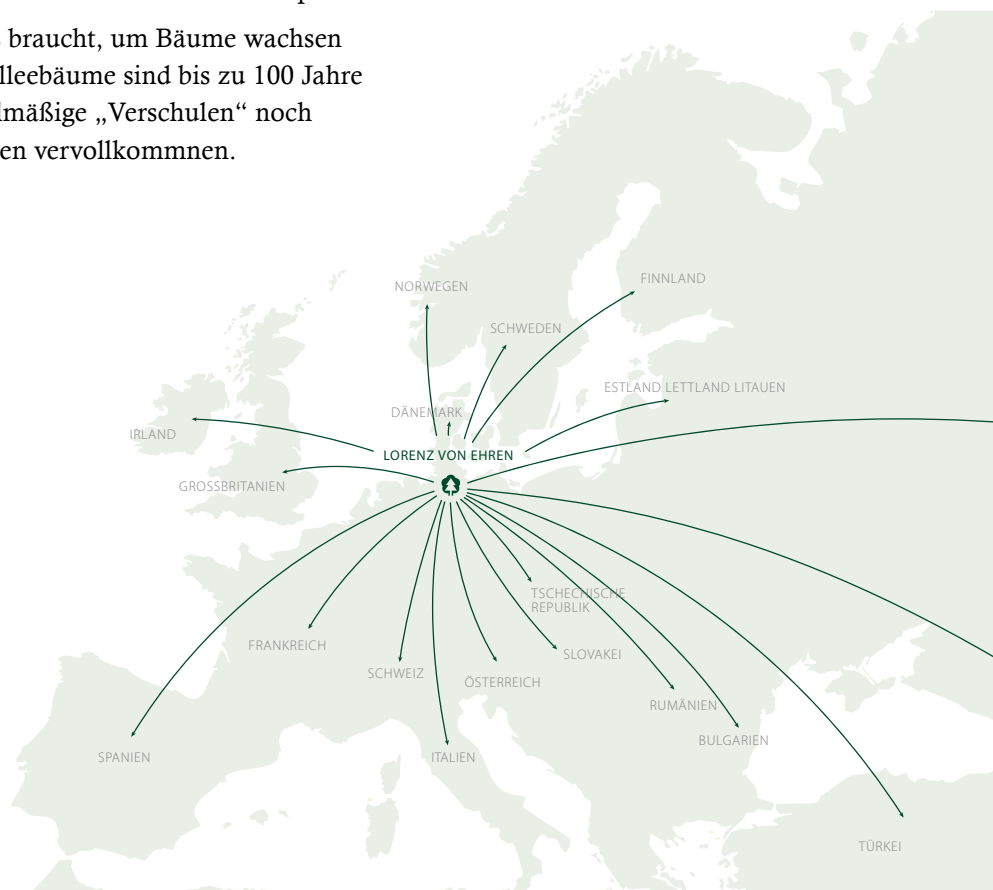 braucht, um Bäume wachsen
lleebäume sind bis zu 100 Jahre
lmäßige „Verschulen“ noch
en vervollkommnen.
FINNLAND
NORWEGEN
SCHWEDEN
ESTLAND LETTLAND LITAUEN
DÄNEMARK
IRLAND
LORENZ VON EHREN
GROSSBRITANIEN
TSCHECHISCHE
REPUBLIK
FRANKREICH
SLOVAKEI
SCHWEIZ
ÖSTERREICH
RUMÄNIEN
BULGARIEN
SPANIEN
ITALIEN
TÜRKEI